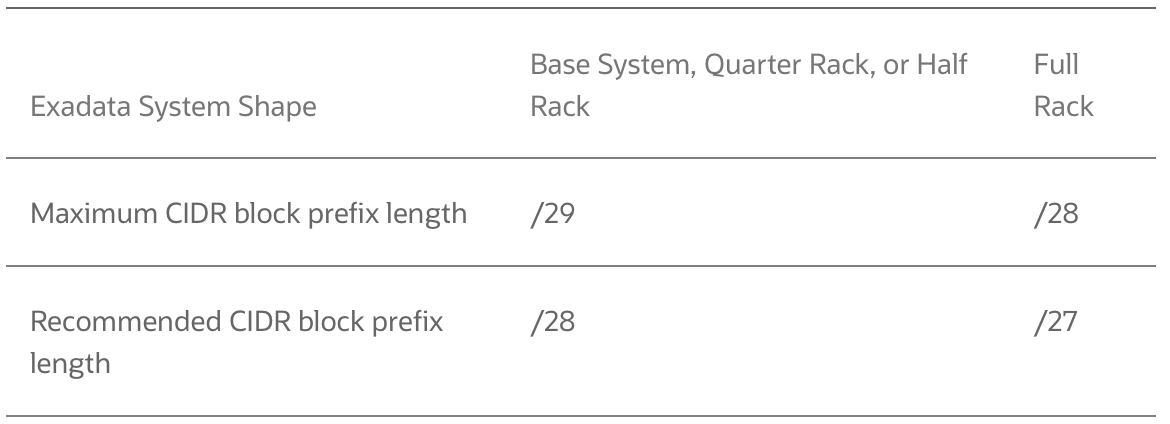 Base System, Quarter Rack, or Half Full
Exadata System Shape Rack Rack
Maximum CIDR block prefix length /29 /28
Recommended CIDR block prefix /28 /27
length